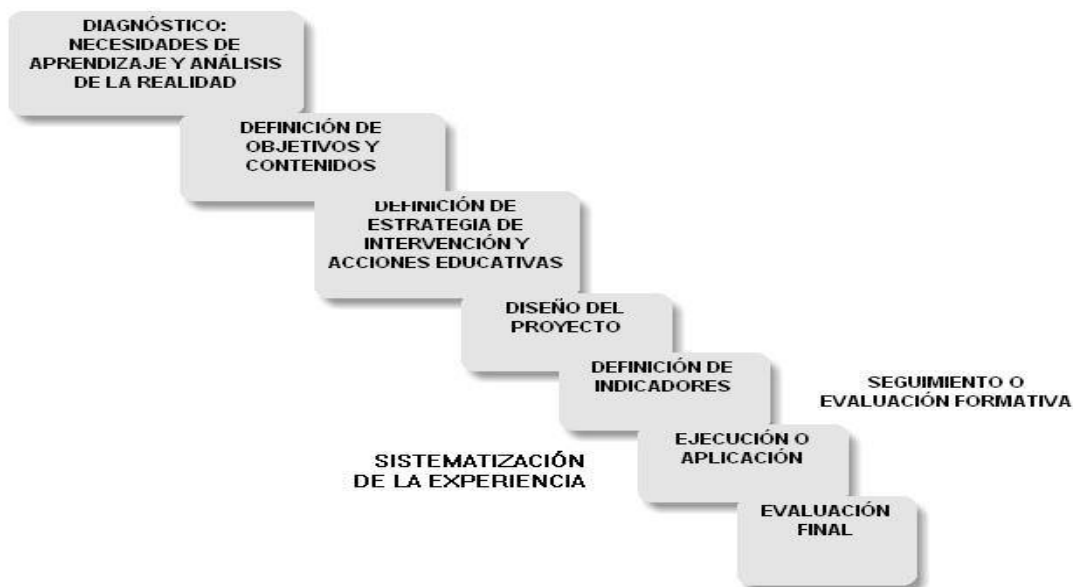 DIAGNÓSTICO:
NECESIDADES DE
APRENDIZAJE Y ANÁLISIS
DE LA REALIDAD
DEFINICIÓN DE
OBJETIVOS Y
CONTENIDOS
DEFINICIÓN DE
ESTRATEGIA DE
INTERVENCIÓN Y
ACCIONES EDUCATIVAS
DISEÑO DEL
PROYECTO
DEFINICIÓN DE
INDICADORES
SEGUIMIENTO O
EVALUACIÓN FORMATIVA
EJECUCIÓN O
APLICACIÓN
SISTEMATIZACIÓN
DE LA EXPERIENCIA
EVALUACIÓN
FINAL